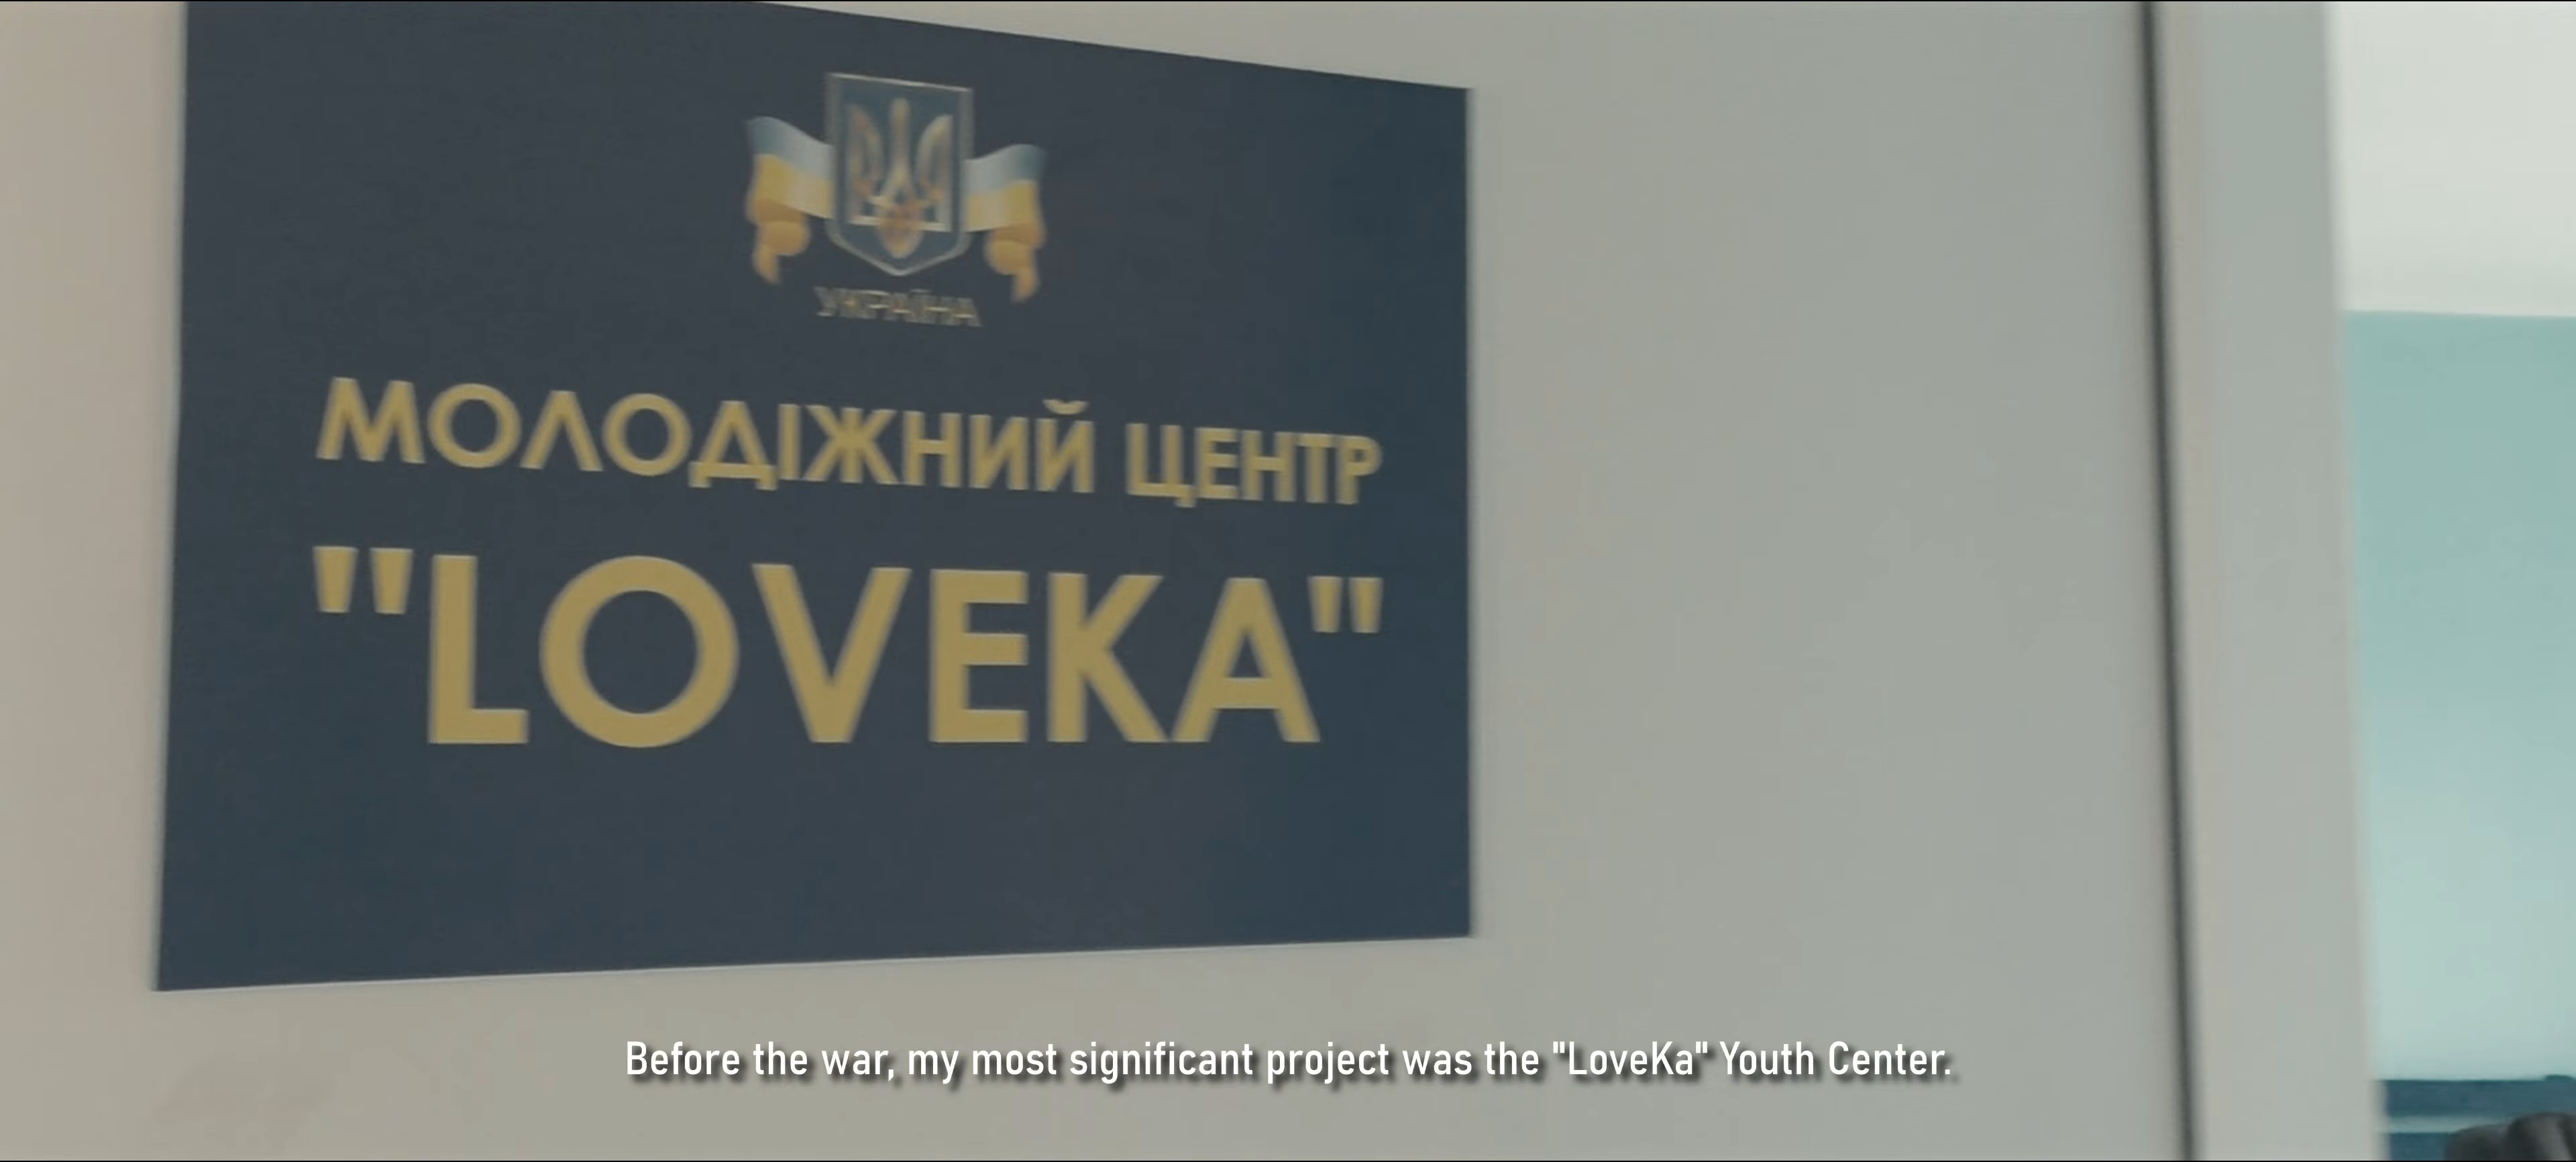 УКРАЇНА
МОЛОДІЖНИЙ ЦЕНТР
"LOVEKA"
Before the war, my most significant project was the "LoveKa" Youth Center.